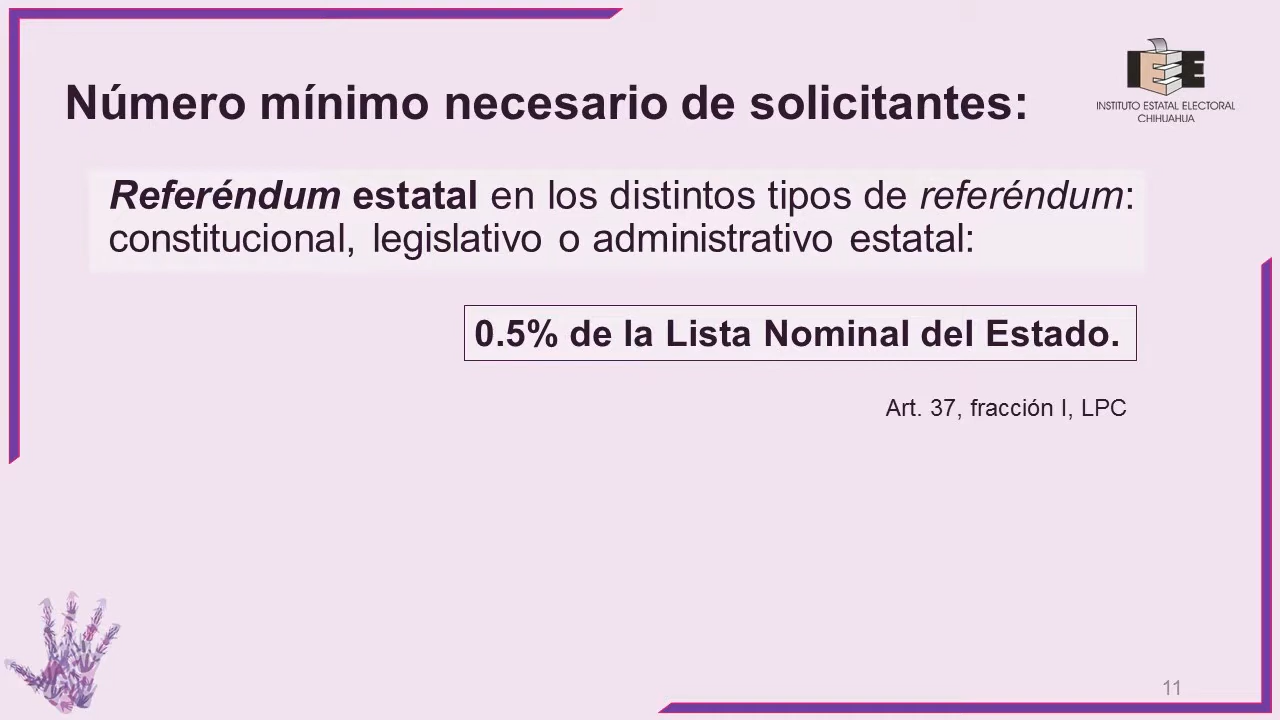 Número mínimo necesario de solicitantes:
IEE
INSTITUTO ESTATAL ELECTORAL
CHIHUAHUA
Referéndum estatal en los distintos tipos de referéndum:
constitucional, legislativo o administrativo estatal:
0.5% de la Lista Nominal del Estado.
Art. 37, fracción I, LPC
11